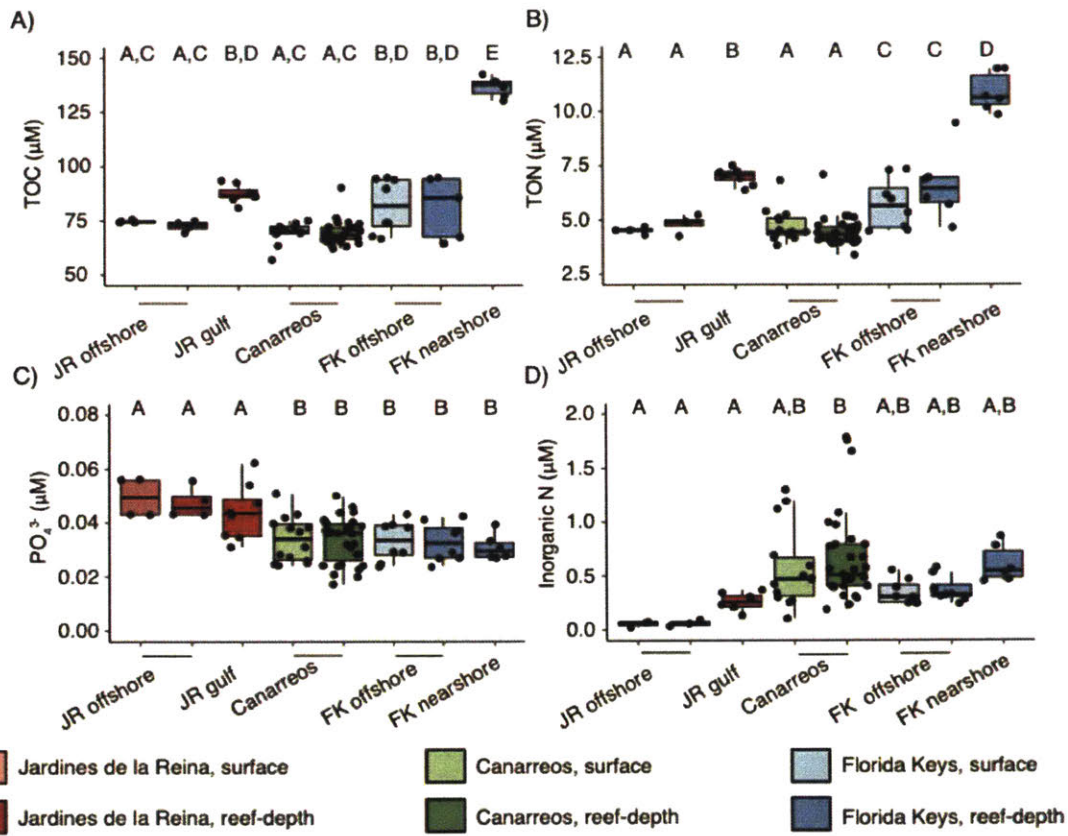 A)
A,C A,C B,D A,C A,C B,D B,D E
150
125
100
75
50
TOC (µM)
JR offshore
JR gulf
Canarreos
FK offshore
FK nearshore
B)
A A B A A C C D
12.5
10.0
7.5
5.0
2.5
TON (µM)
JR offshore
JR gulf
Canarreos
FK offshore
FK nearshore
C)
A A A B B B B B
0.08
0.06
0.04
0.02
0.00
PO₄³⁻ (µM)
JR offshore
JR gulf
Canarreos
FK offshore
FK nearshore
D)
A A A A,B B A,B A,B A,B
2.0
1.5
1.0
0.5
0.0
Inorganic N (µM)
JR offshore
JR gulf
Canarreos
FK offshore
FK nearshore
Jardines de la Reina, surface
Canarreos, surface
Florida Keys, surface
Jardines de la Reina, reef-depth
Canarreos, reef-depth
Florida Keys, reef-depth